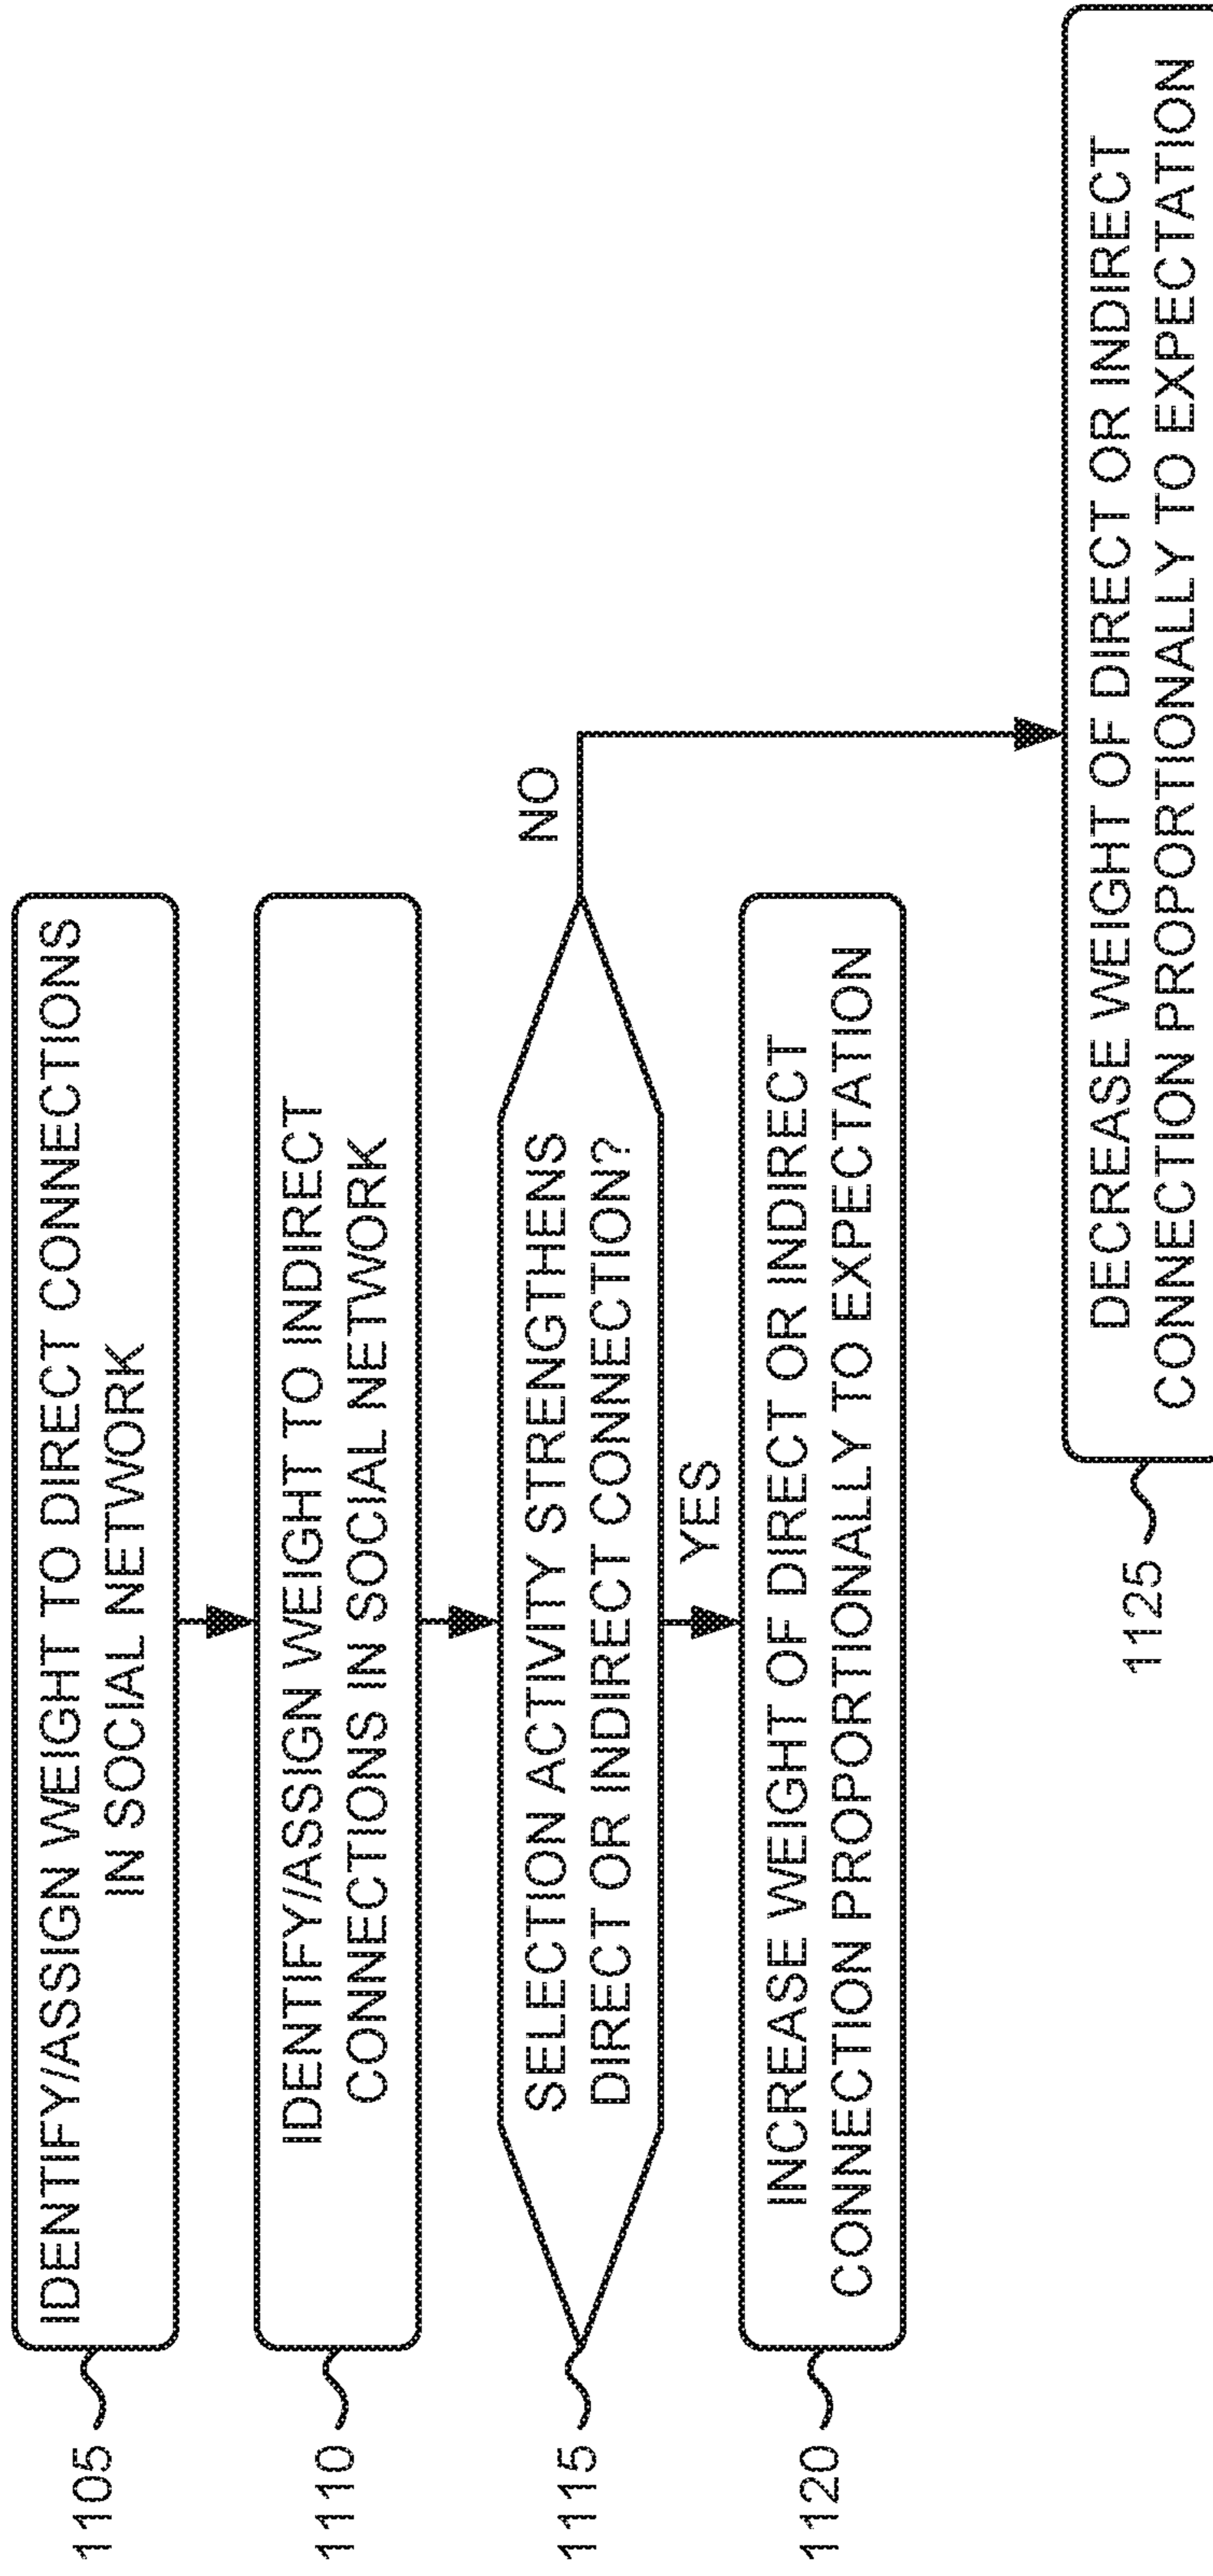 1105
IDENTIFY/ASSIGN WEIGHT TO DIRECT CONNECTIONS
IN SOCIAL NETWORK
1110
IDENTIFY/ASSIGN WEIGHT TO INDIRECT
CONNECTIONS IN SOCIAL NETWORK
1115
SELECTION ACTIVITY STRENGTHENS
DIRECT OR INDIRECT CONNECTION?
NO
YES
1120
INCREASE WEIGHT OF DIRECT OR INDIRECT
CONNECTION PROPORTIONALLY TO EXPECTATION
1125
DECREASE WEIGHT OF DIRECT OR INDIRECT
CONNECTION PROPORTIONALLY TO EXPECTATION